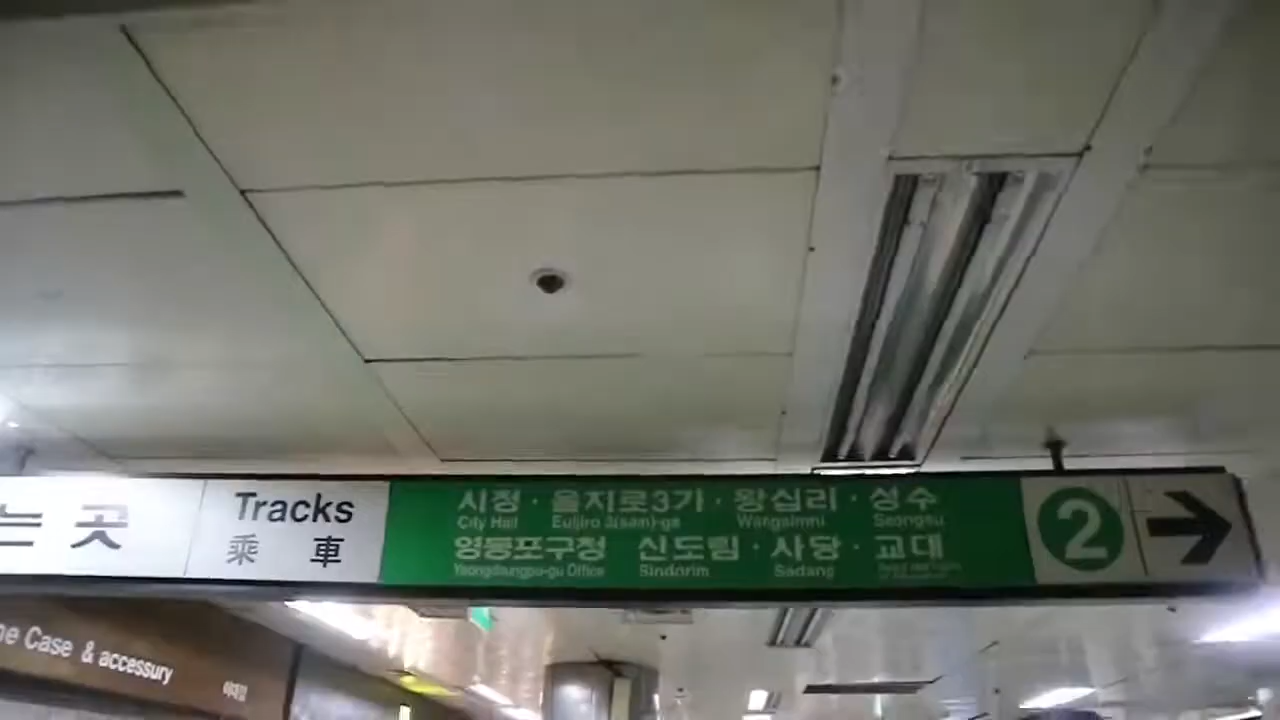 는 곳
Tracks
乘 車
시청 · 을지로3가 · 왕십리 · 성수
City Hall Euljiro 3(sam)-ga Wangsimni Seongsu
영등포구청 신도림 · 사당 · 교대
Yeongdeungpo-gu Office Sindorim Sadang
2
Case & accessury